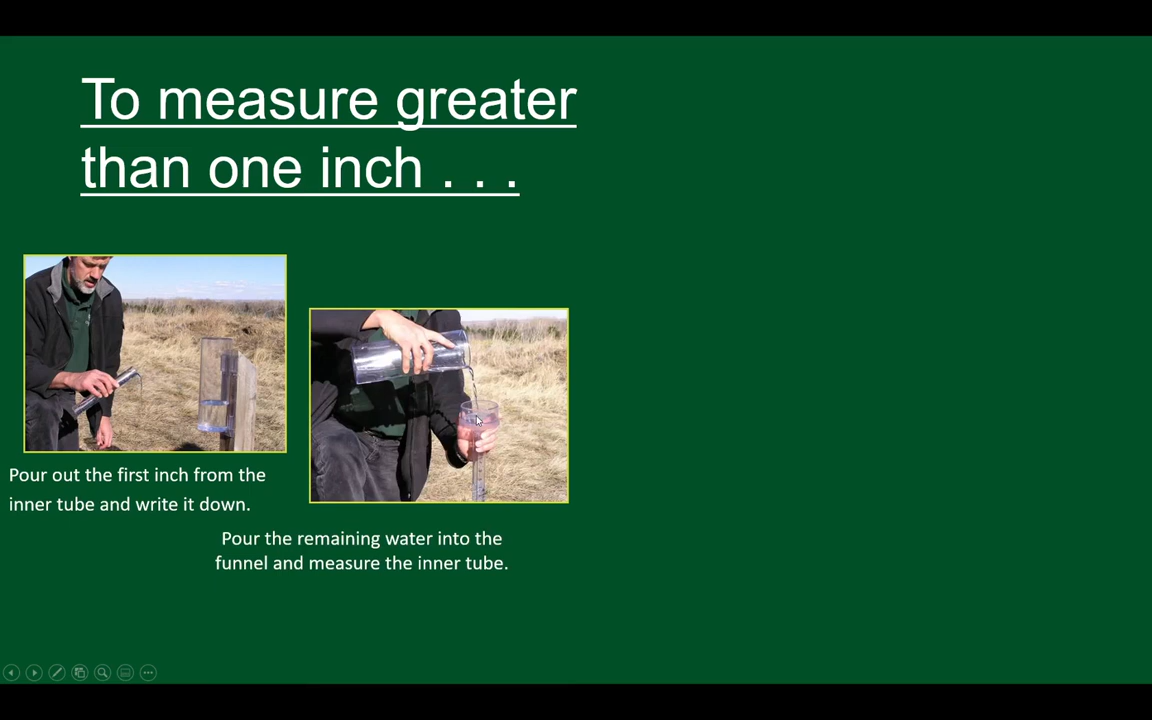 To measure greater
than one inch . . .
Pour out the first inch from the
inner tube and write it down.
Pour the remaining water into the
funnel and measure the inner tube.